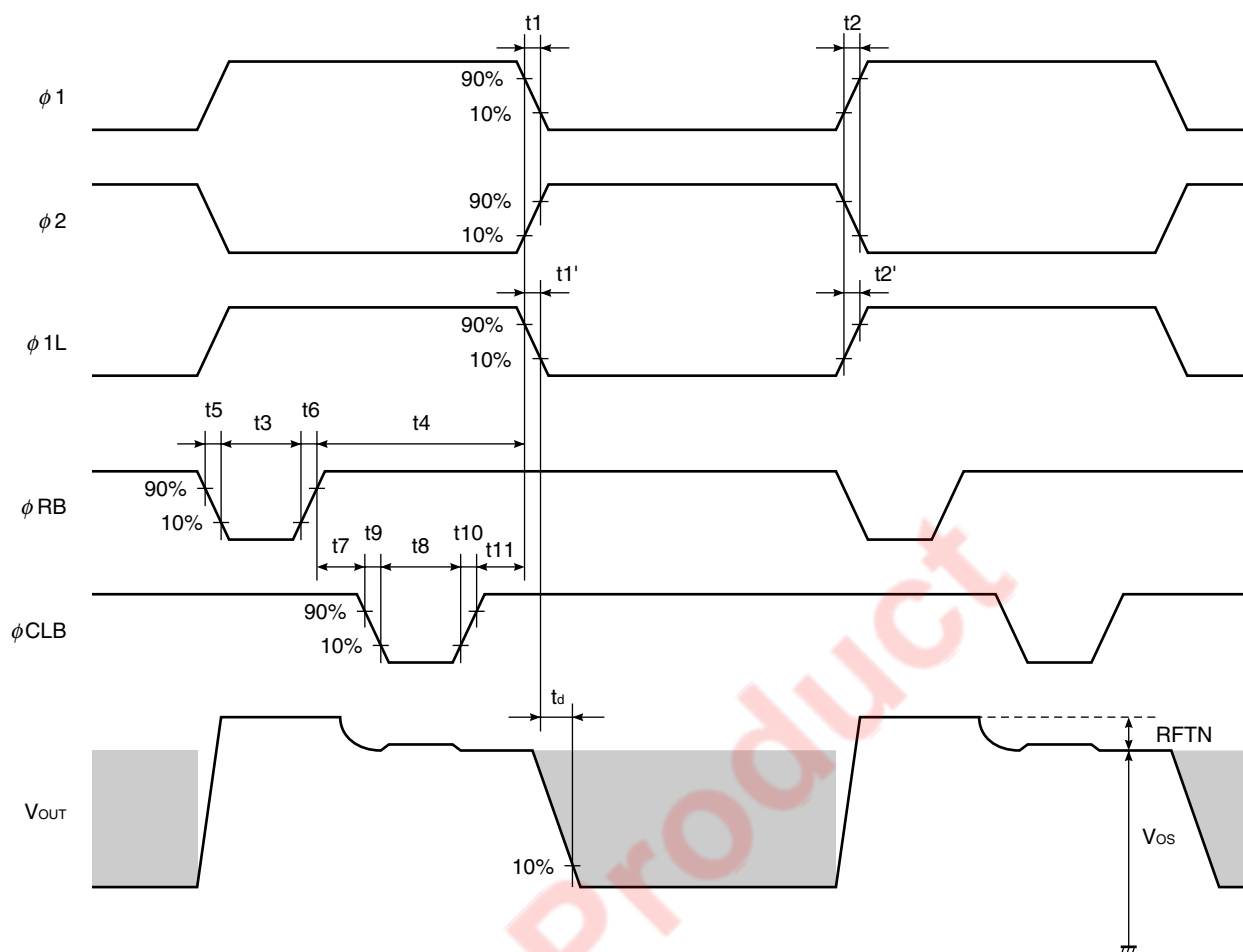 t1 t2
90%
10%
φ1
90%
10%
φ2
t1' t2'
90%
10%
φ1L
t5 t3 t6 t4
90%
10%
φRB
t7 t9 t8 t10 t11
90%
10%
φCLB
td
RFTN
VOUT
10%
VOS
Product